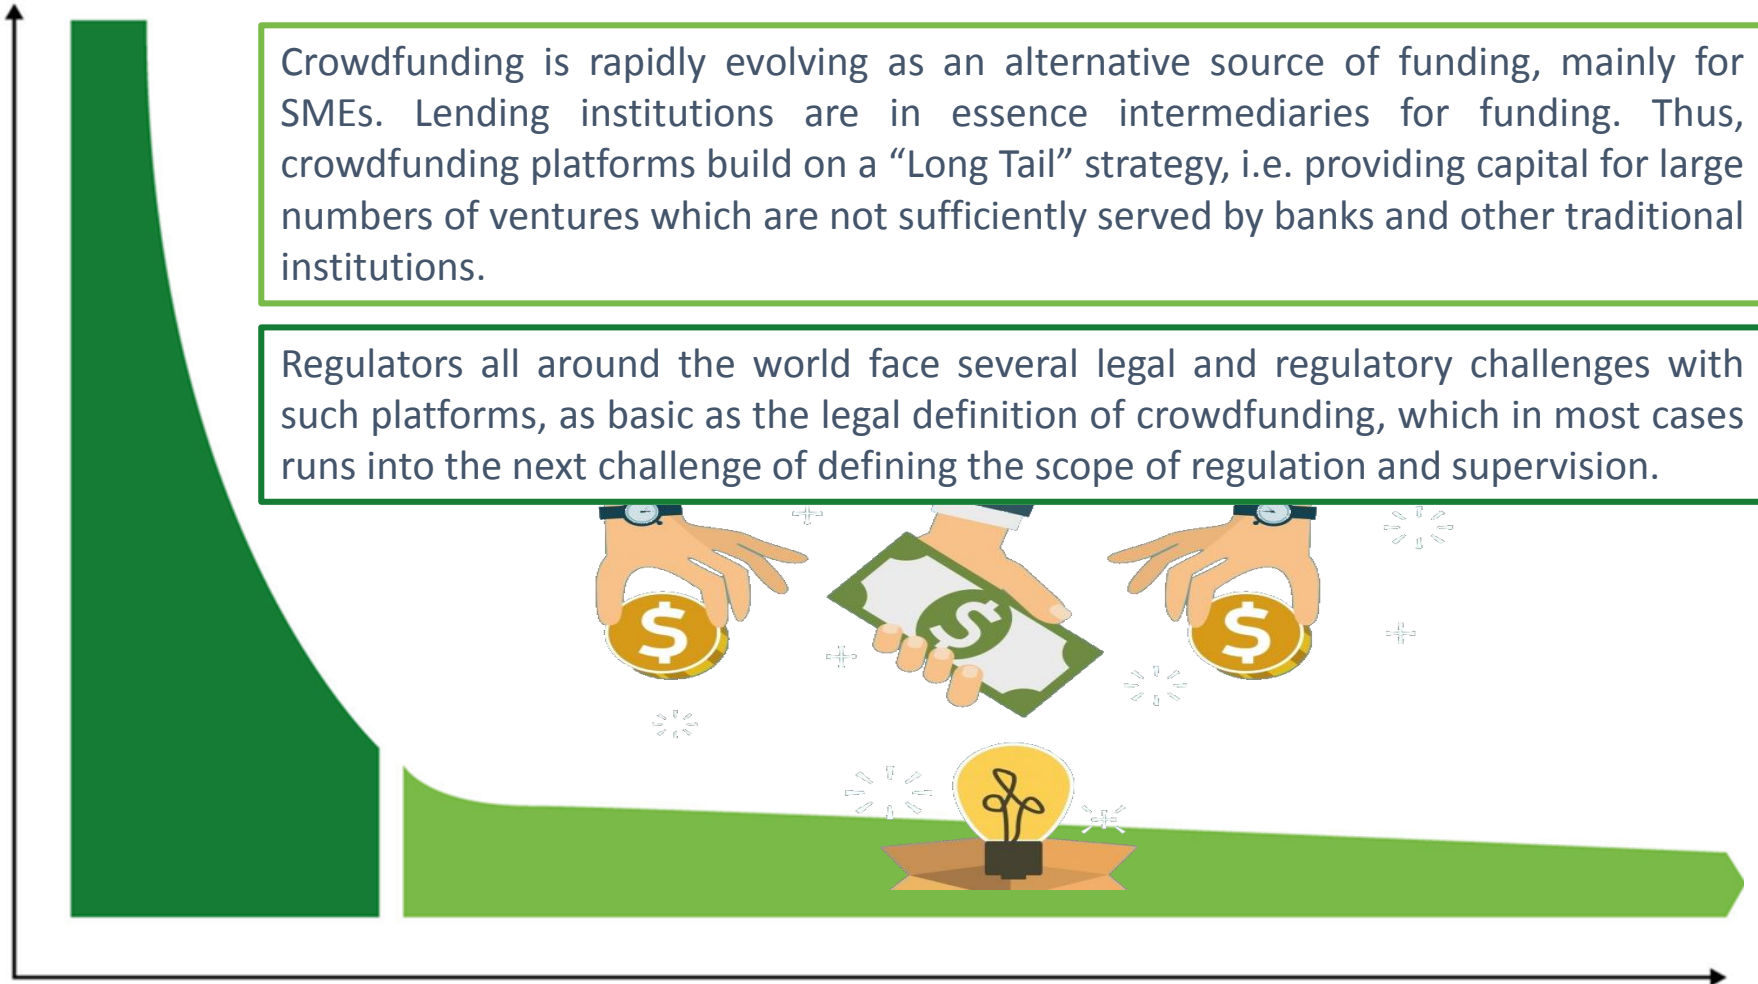 Crowdfunding is rapidly evolving as an alternative source of funding, mainly for
SMEs. Lending institutions are in essence intermediaries for funding. Thus,
crowdfunding platforms build on a “Long Tail” strategy, i.e. providing capital for large
numbers of ventures which are not sufficiently served by banks and other traditional
institutions.
Regulators all around the world face several legal and regulatory challenges with
such platforms, as basic as the legal definition of crowdfunding, which in most cases
runs into the next challenge of defining the scope of regulation and supervision.
$ $ $